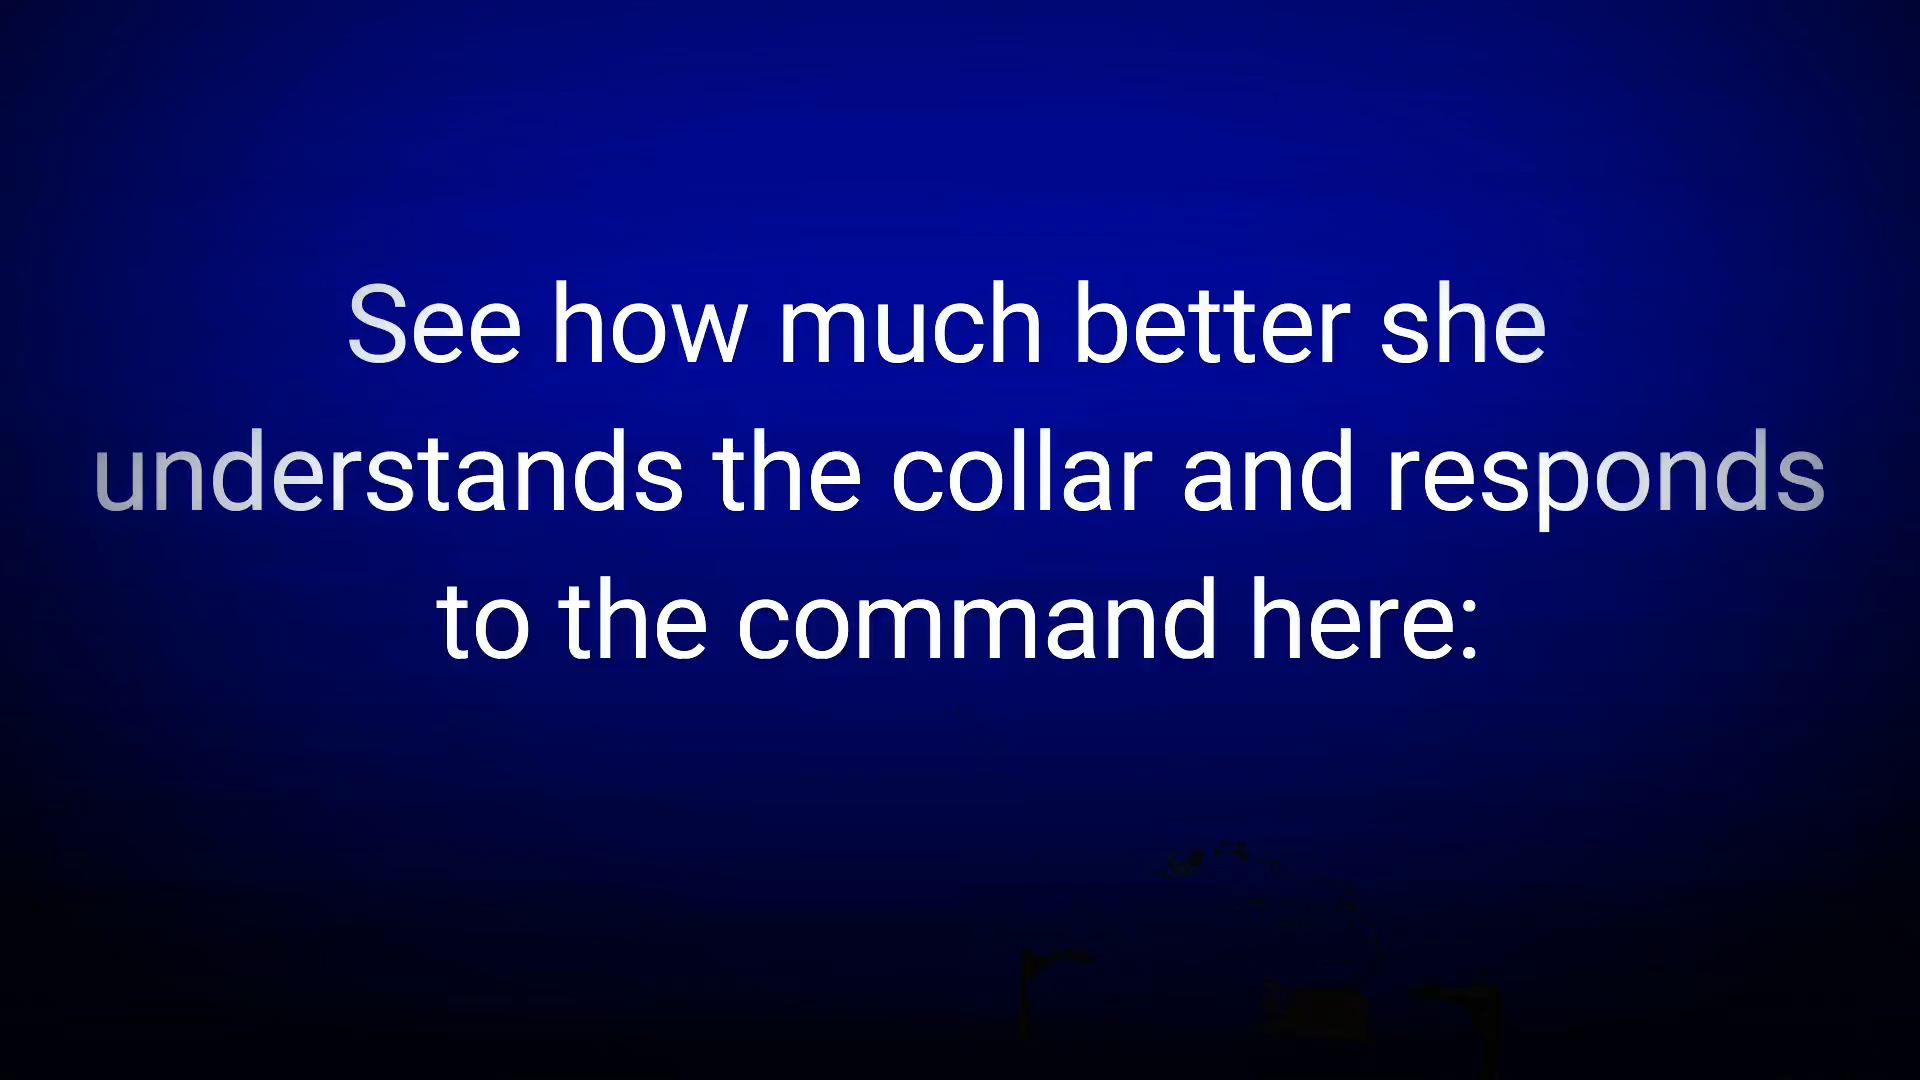 See how much better she
understands the collar and responds
to the command here: